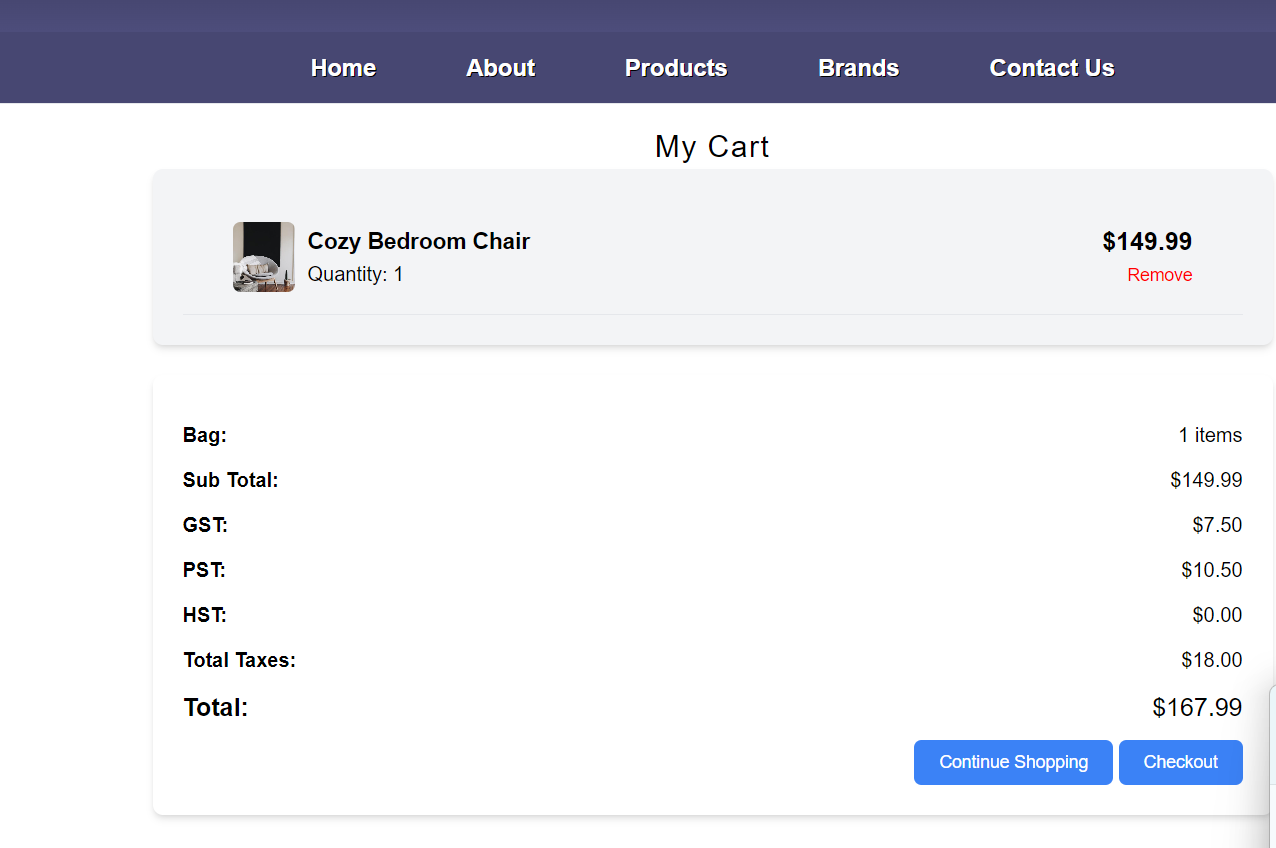 Home About Products Brands Contact Us
My Cart
Cozy Bedroom Chair $149.99
Quantity: 1 Remove
Bag: 1 items
Sub Total: $149.99
GST: $7.50
PST: $10.50
HST: $0.00
Total Taxes: $18.00
Total: $167.99
Continue Shopping Checkout